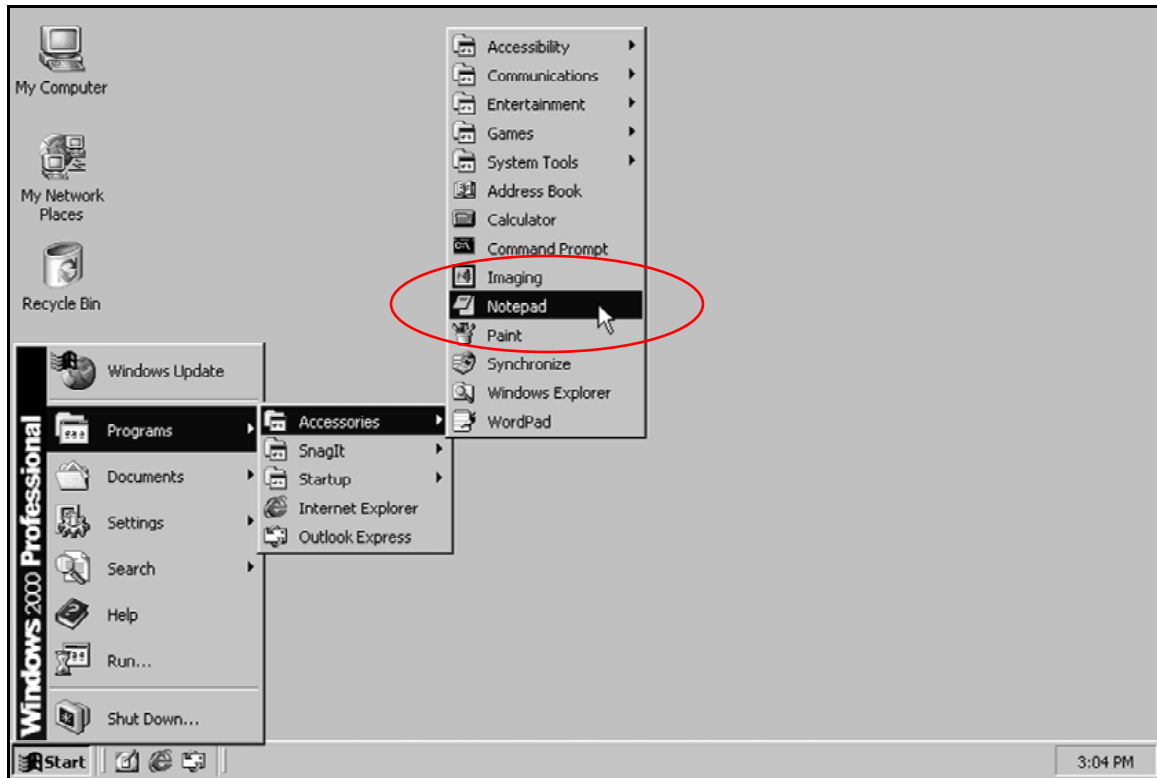 My Computer
My Network
Places
Recycle Bin
Windows 2000 Professional
Windows Update
Programs
Documents
Settings
Search
Help
Run...
Shut Down...
Accessories
SnagIt
Startup
Internet Explorer
Outlook Express
Accessibility
Communications
Entertainment
Games
System Tools
Address Book
Calculator
Command Prompt
Imaging
Notepad
Paint
Synchronize
Windows Explorer
WordPad
Start
3:04 PM